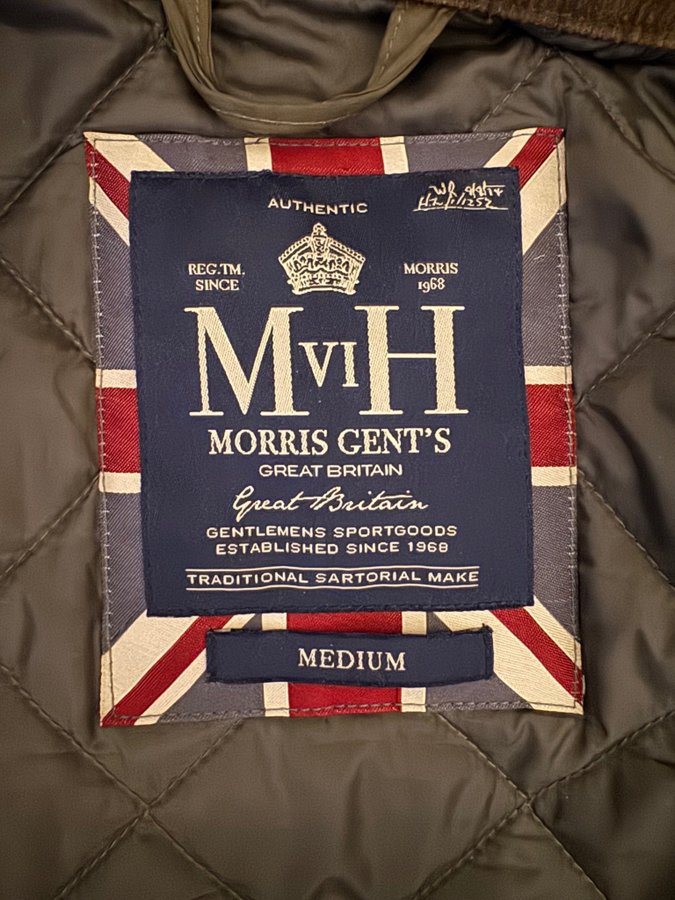 AUTHENTIC
REG.TM.
SINCE
MORRIS
1968
MVIH
MORRIS GENT'S
GREAT BRITAIN
Great Britain
GENTLEMENS SPORTGOODS
ESTABLISHED SINCE 1968
TRADITIONAL SARTORIAL MAKE
MEDIUM